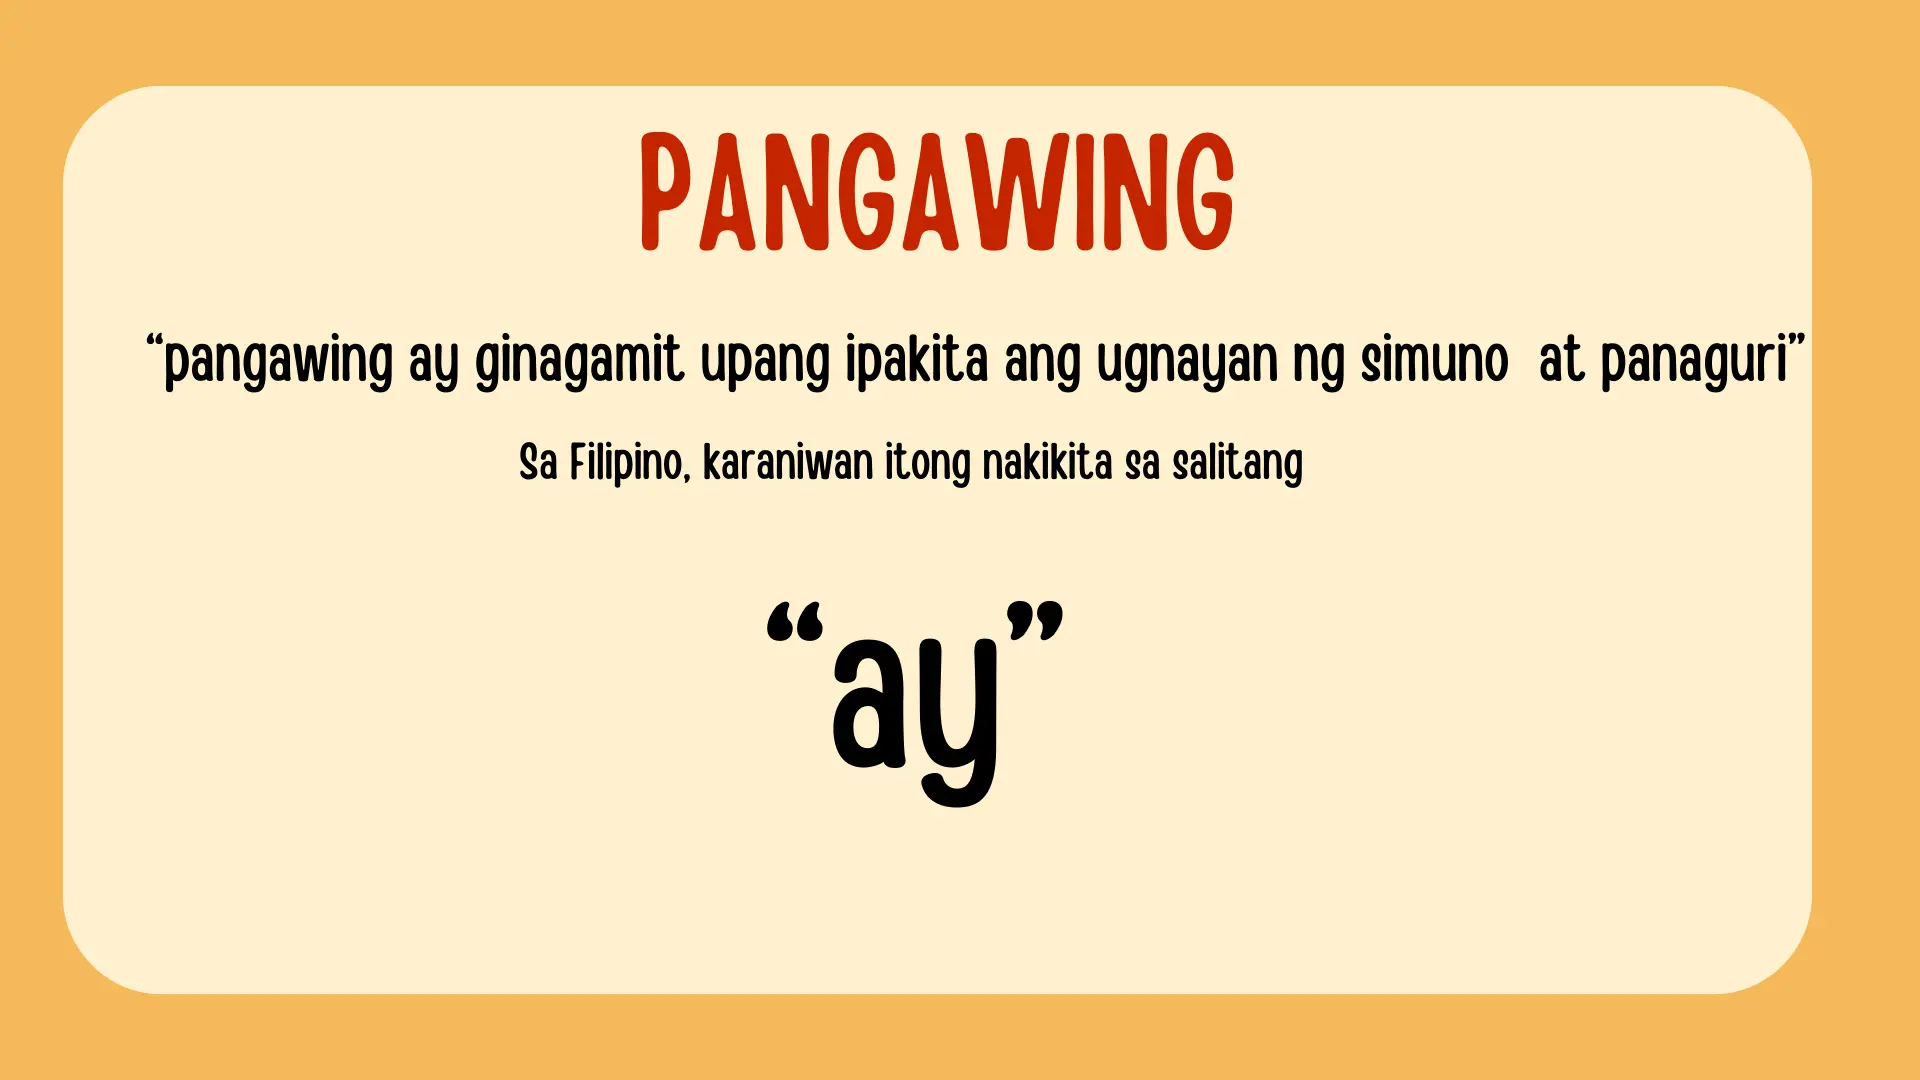 PANGAWING
“pangawing ay ginagamit upang ipakita ang ugnayan ng simuno  at panaguri”
Sa Filipino, karaniwan itong nakikita sa salitang
“ay”